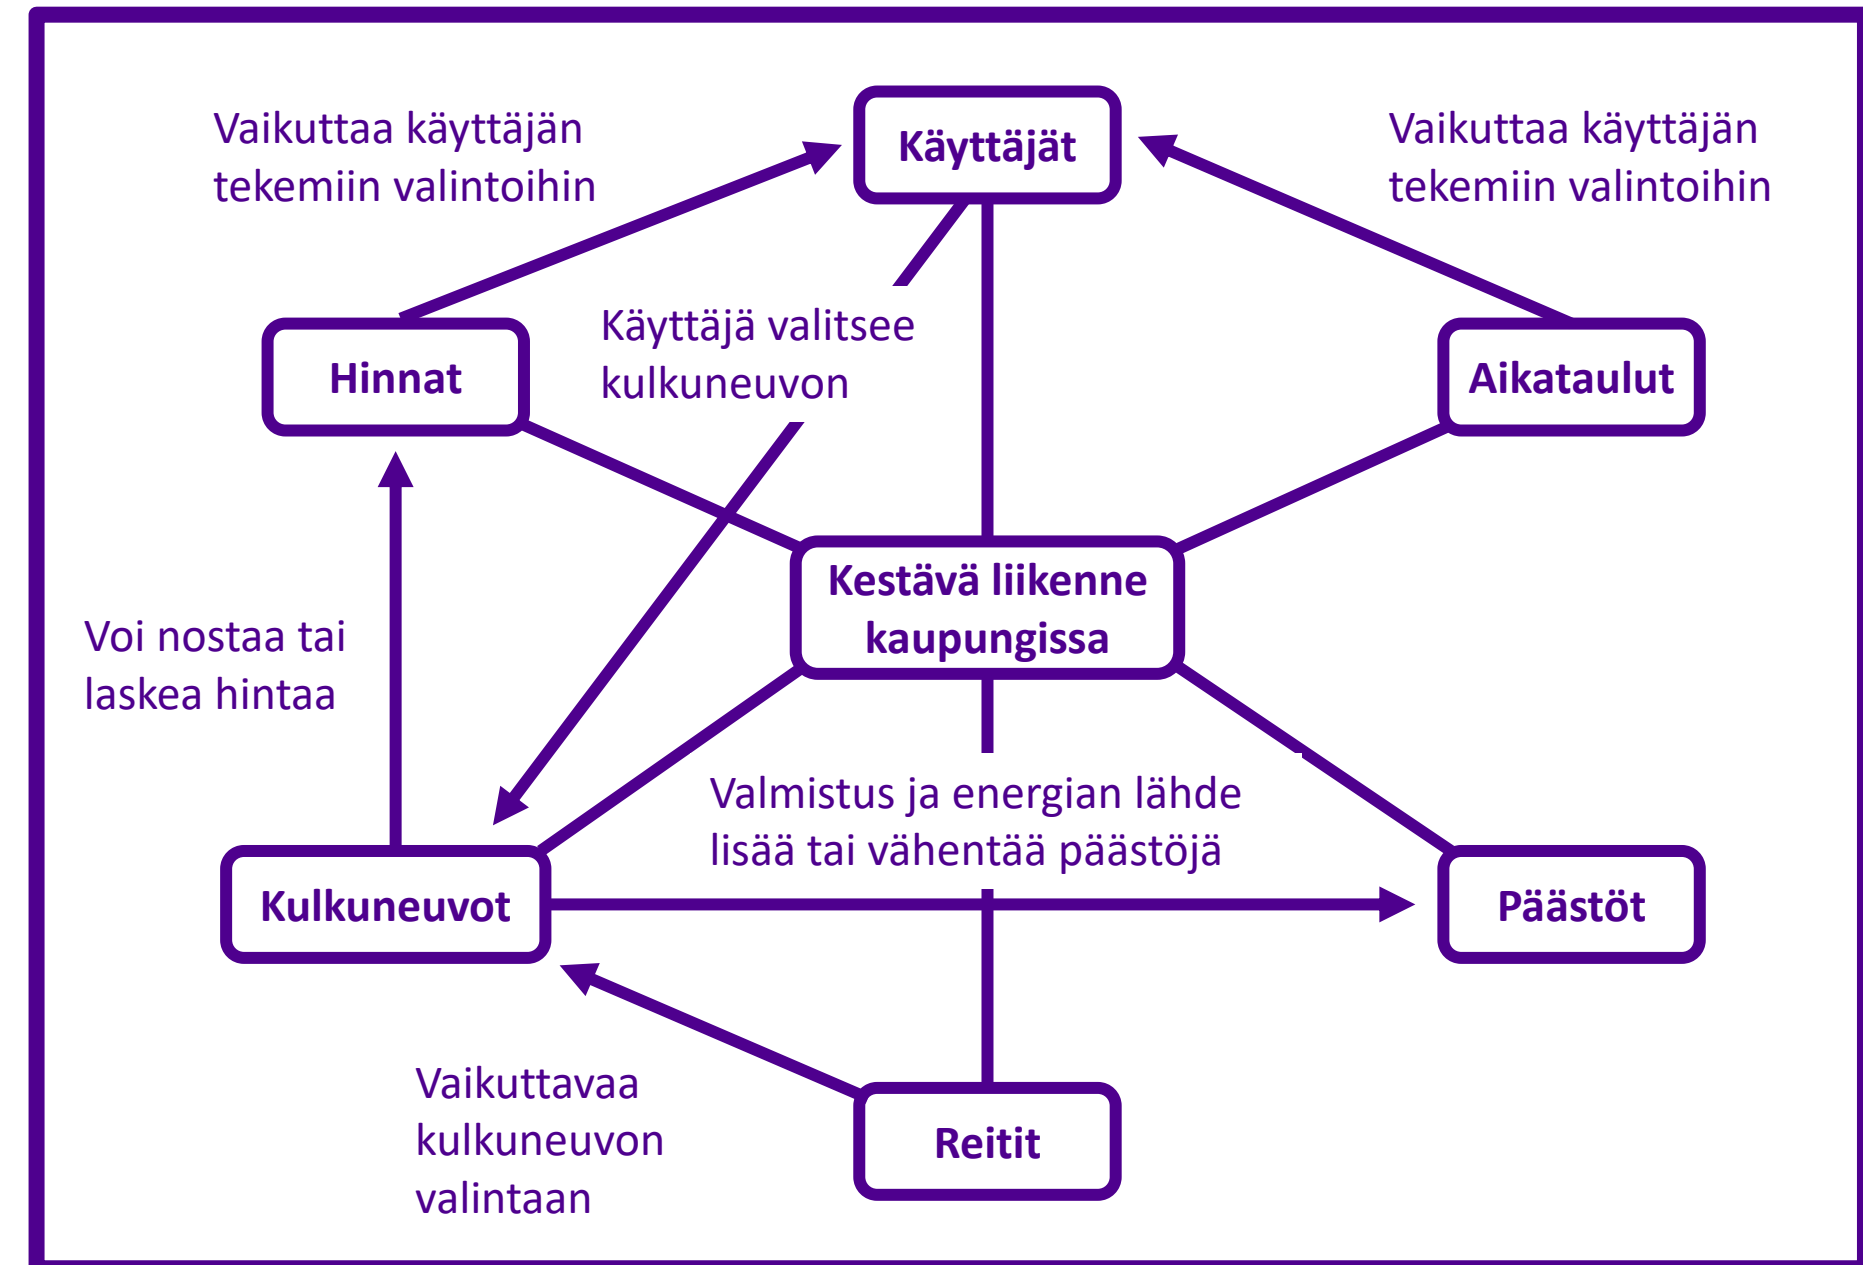 Vaikuttaa käyttäjän
tekemiin valintoihin
Käyttäjät
Vaikuttaa käyttäjän
tekemiin valintoihin
Hinnat
Käyttäjä valitsee
kulkuneuvon
Aikataulut
Kestävä liikenne
kaupungissa
Voi nostaa tai
laskea hintaa
Valmistus ja energian lähde
lisää tai vähentää päästöjä
Kulkuneuvot
Päästöt
Vaikuttavaa
kulkuneuvon
valintaan
Reitit